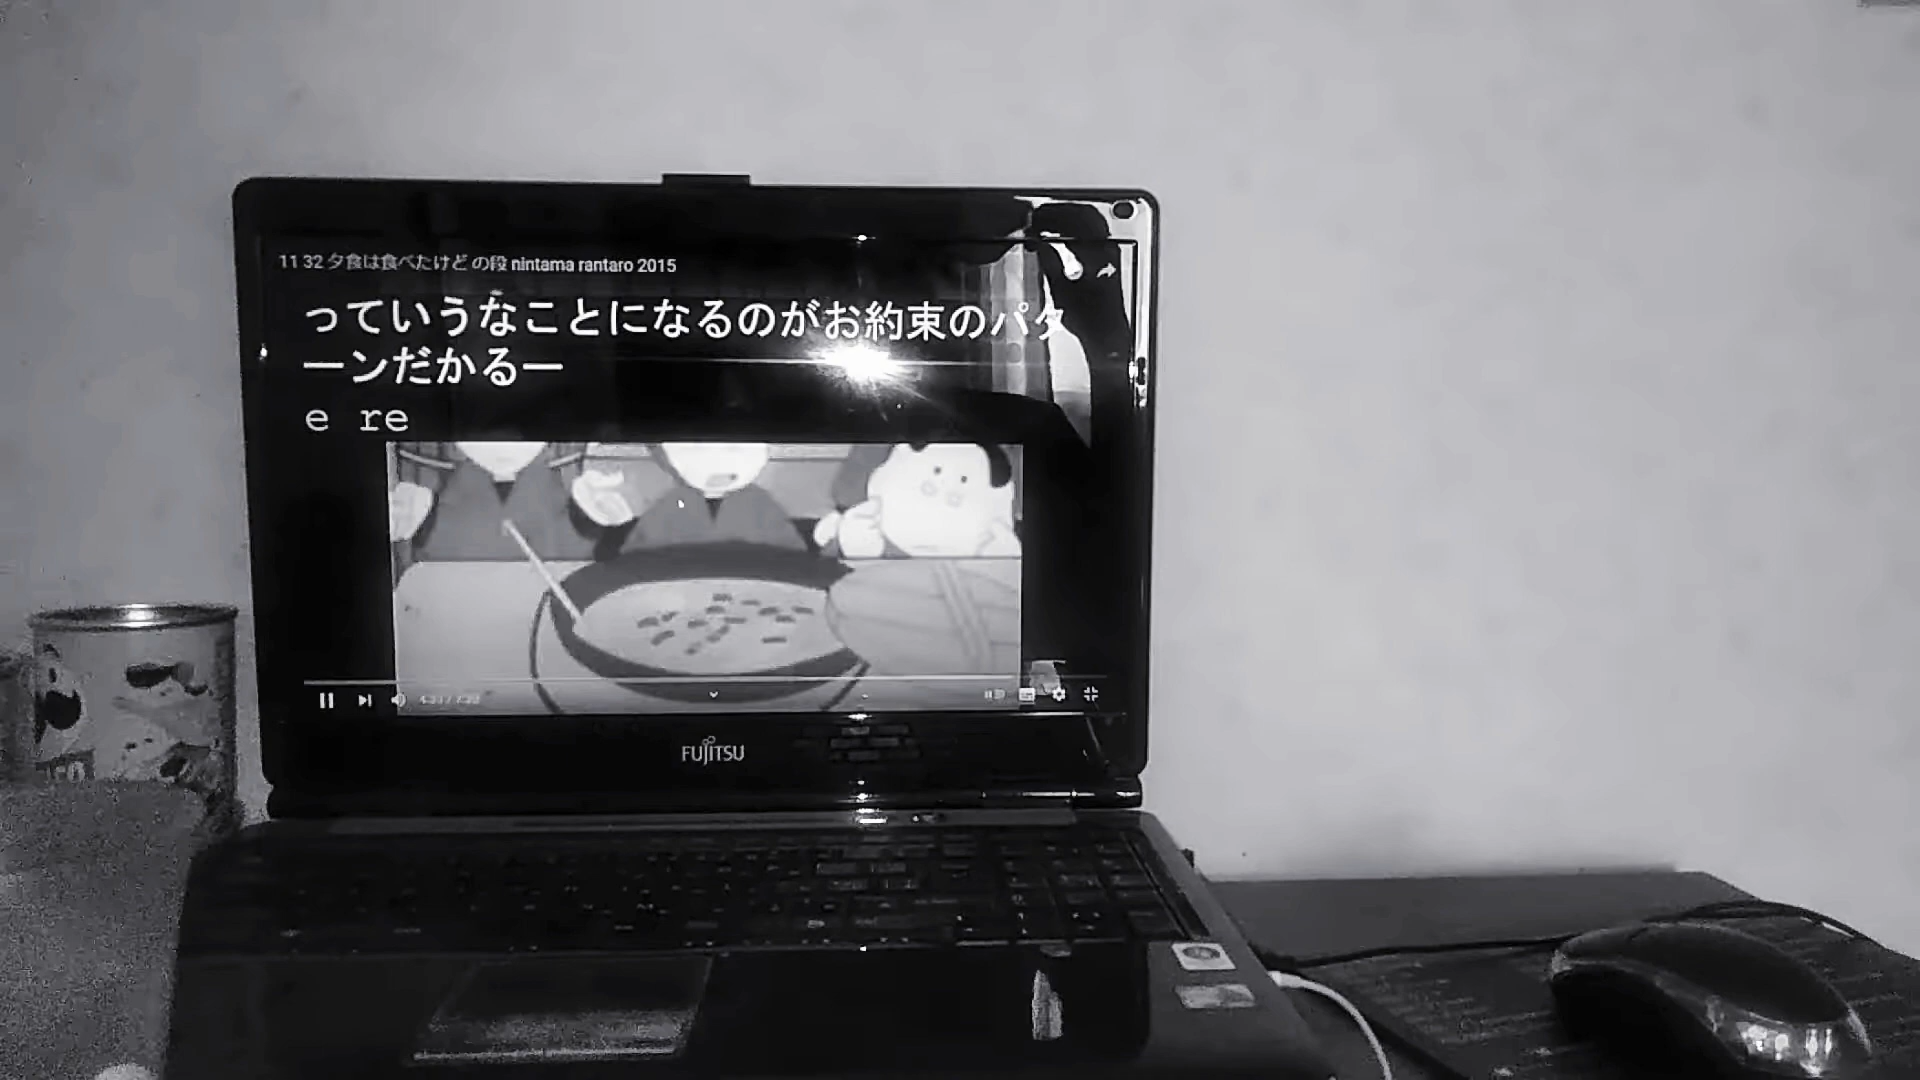 11 32 夕食は食べたけど の段 nintama rantaro 2015
っていうなことになるのがお約束のパタ
ーンだかるー
e re
FUJITSU